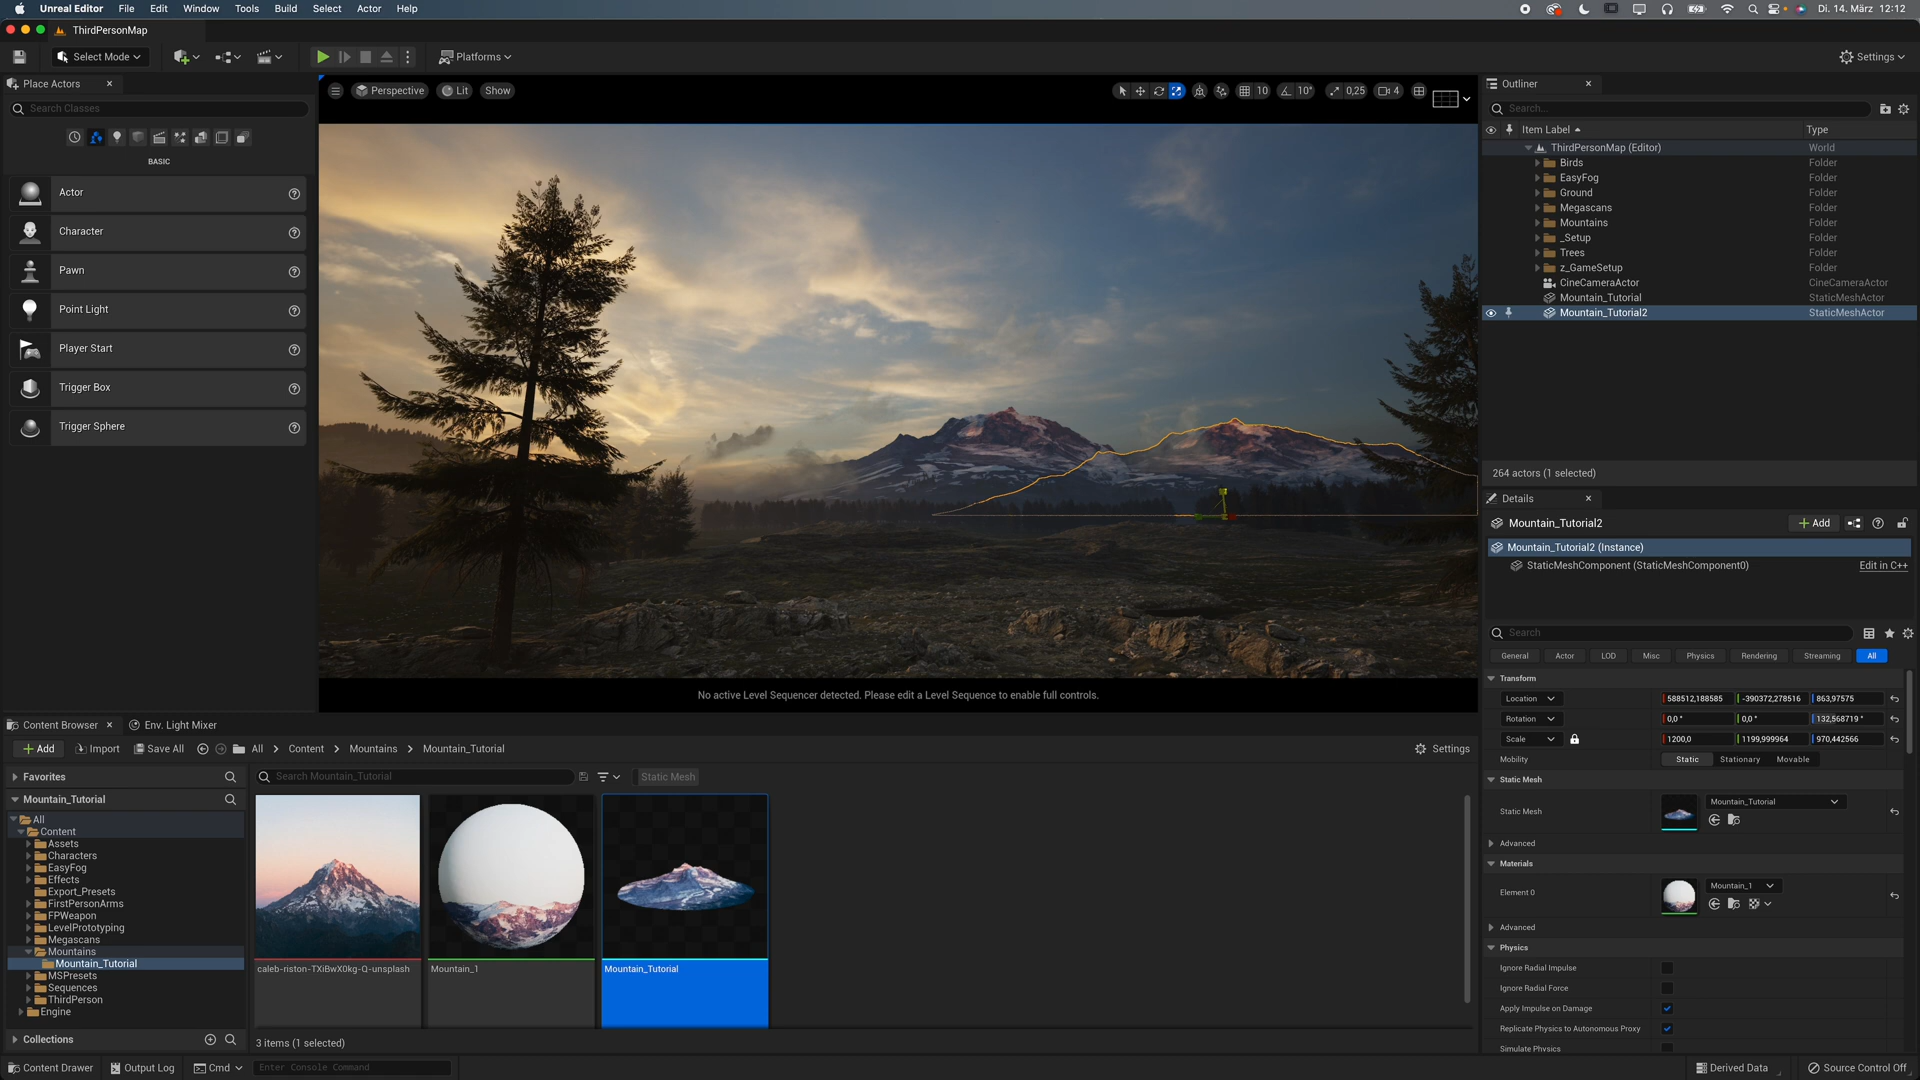 Unreal Editor File Edit Window Tools Build Select Actor Help
Di. 14. März 12:12
ThirdPersonMap
Select Mode
Platforms
Settings
Place Actors
Search Classes
BASIC
Actor
Character
Pawn
Point Light
Player Start
Trigger Box
Trigger Sphere
Perspective Lit Show
10 10° 0,25 4
No active Level Sequencer detected. Please edit a Level Sequence to enable full controls.
Outliner
Search...
Item Label Type
ThirdPersonMap (Editor) World
Birds Folder
EasyFog Folder
Ground Folder
Megascans Folder
Mountains Folder
_Setup Folder
Trees Folder
z_GameSetup Folder
CineCameraActor CineCameraActor
Mountain_Tutorial StaticMeshActor
Mountain_Tutorial2 StaticMeshActor
264 actors (1 selected)
Details
Mountain_Tutorial2
Add
Mountain_Tutorial2 (Instance)
StaticMeshComponent (StaticMeshComponent0) Edit in C++
Search
General Actor LOD Misc Physics Rendering Streaming All
Transform
Location 588512,188585 -390372,278516 863,97575
Rotation 0,0 ° 0,0 ° 132,568719 °
Scale 1200,0 1199,999964 970,442566
Mobility Static Stationary Movable
Static Mesh
Static Mesh Mountain_Tutorial
Advanced
Materials
Element 0 Mountain_1
Advanced
Physics
Ignore Radial Impulse
Ignore Radial Force
Apply Impulse on Damage
Replicate Physics to Autonomous Proxy
Simulate Physics
Content Browser Env. Light Mixer
Add Import Save All All Content Mountains Mountain_Tutorial Settings
Favorites
Mountain_Tutorial
All
Content
Assets
Characters
EasyFog
Effects
Export_Presets
FirstPersonArms
FPWeapon
LevelPrototyping
Megascans
Mountains
Mountain_Tutorial
MSPresets
Sequences
ThirdPerson
Engine
Collections
Search Mountain_Tutorial
Static Mesh
caleb-riston-TXiBwX0kg-Q-unsplash
Mountain_1
Mountain_Tutorial
3 items (1 selected)
Content Drawer Output Log Cmd Enter Console Command
Derived Data Source Control Off